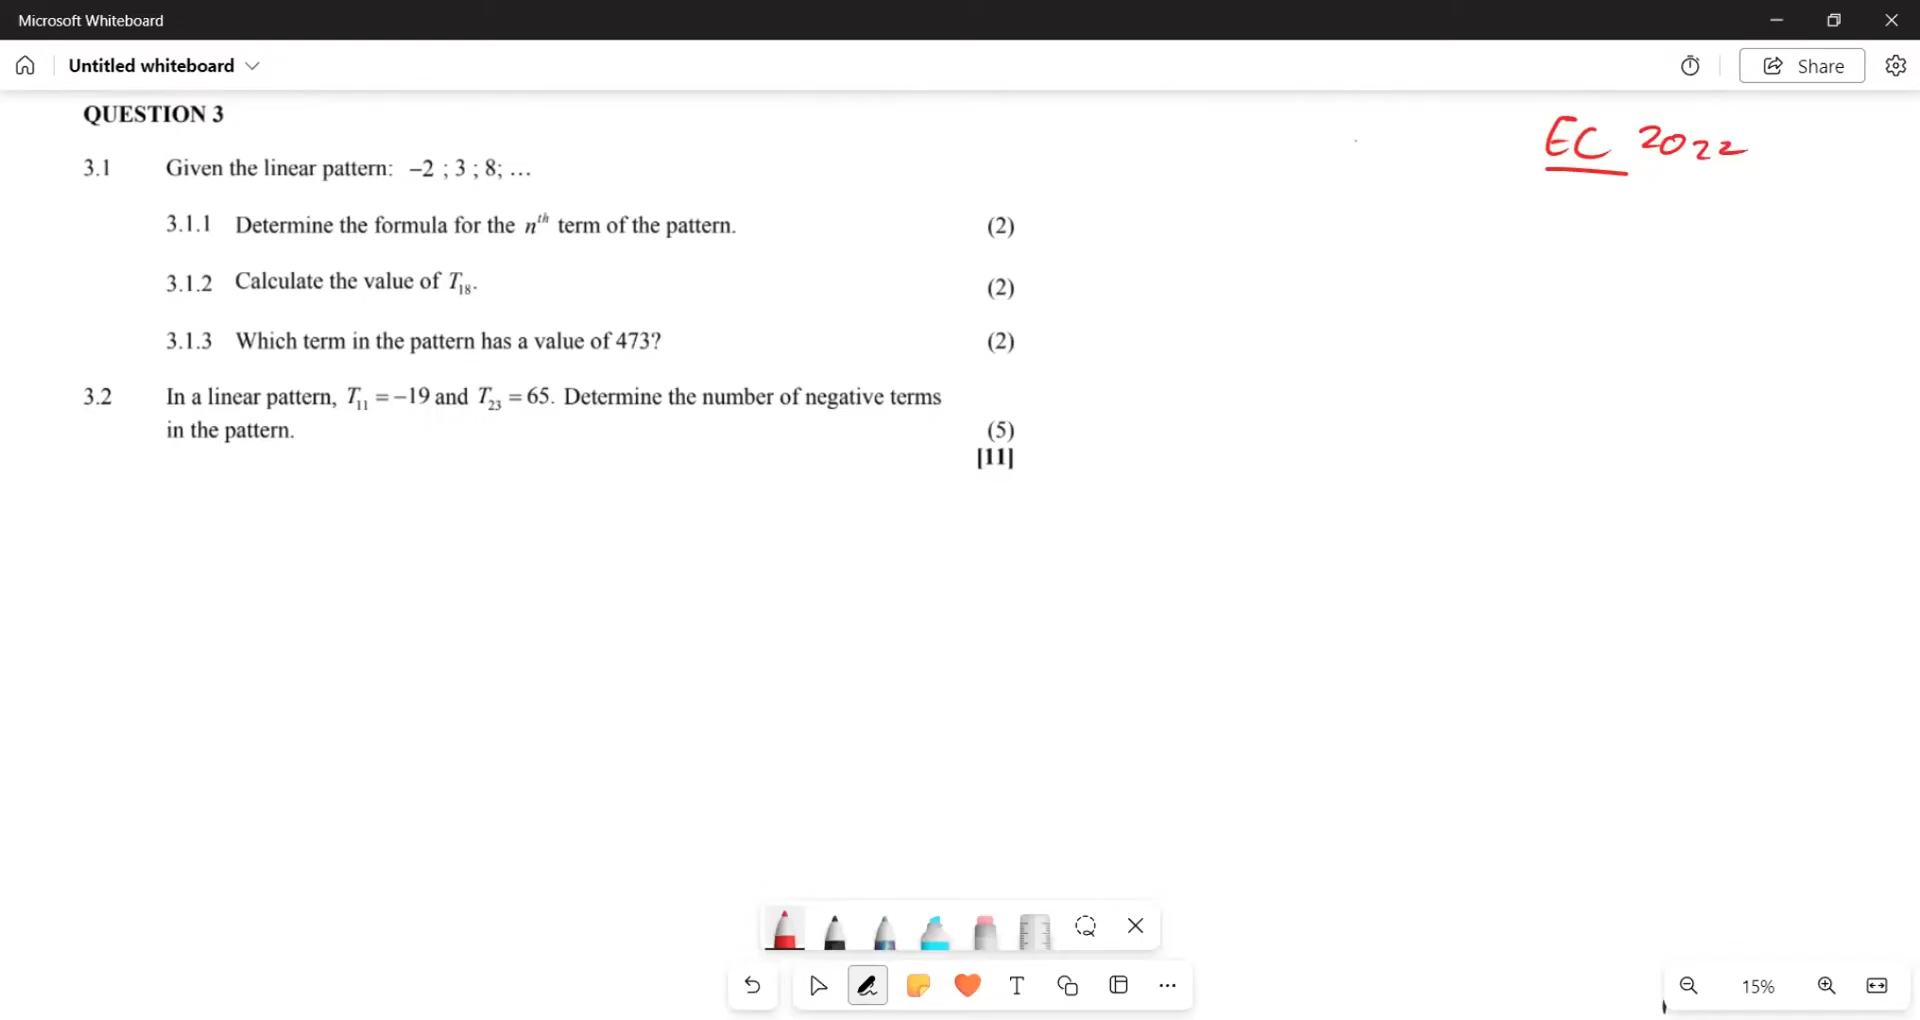 Microsoft Whiteboard
Untitled whiteboard
Share
QUESTION 3
EC 2022
3.1 Given the linear pattern: −2 ; 3 ; 8; …
3.1.1 Determine the formula for the nᵗʰ term of the pattern. (2)
3.1.2 Calculate the value of T₁₈. (2)
3.1.3 Which term in the pattern has a value of 473? (2)
3.2 In a linear pattern, T₁₁ = −19 and T₂₃ = 65. Determine the number of negative terms
in the pattern. (5)
[11]
15%